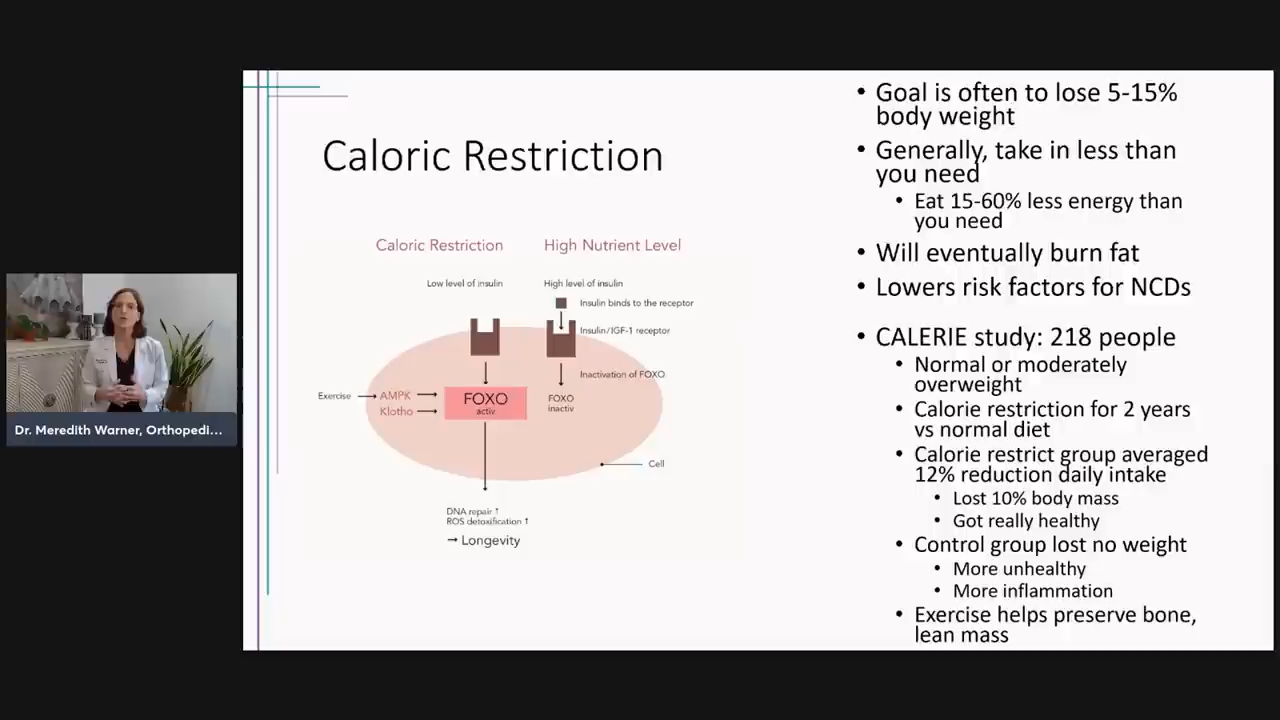 Caloric Restriction
Caloric Restriction
High Nutrient Level
Low level of insulin
High level of insulin
Insulin binds to the receptor
Insulin/IGF-1 receptor
Inactivation of FOXO
Exercise
AMPK
Klotho
FOXO
activ
FOXO
inactiv
Cell
DNA repair ↑
ROS detoxification ↑
→ Longevity
• Goal is often to lose 5-15%
body weight
• Generally, take in less than
you need
• Eat 15-60% less energy than
you need
• Will eventually burn fat
• Lowers risk factors for NCDs
• CALERIE study: 218 people
• Normal or moderately
overweight
• Calorie restriction for 2 years
vs normal diet
• Calorie restrict group averaged
12% reduction daily intake
• Lost 10% body mass
• Got really healthy
• Control group lost no weight
• More unhealthy
• More inflammation
• Exercise helps preserve bone,
lean mass
Dr. Meredith Warner, Orthopedi...